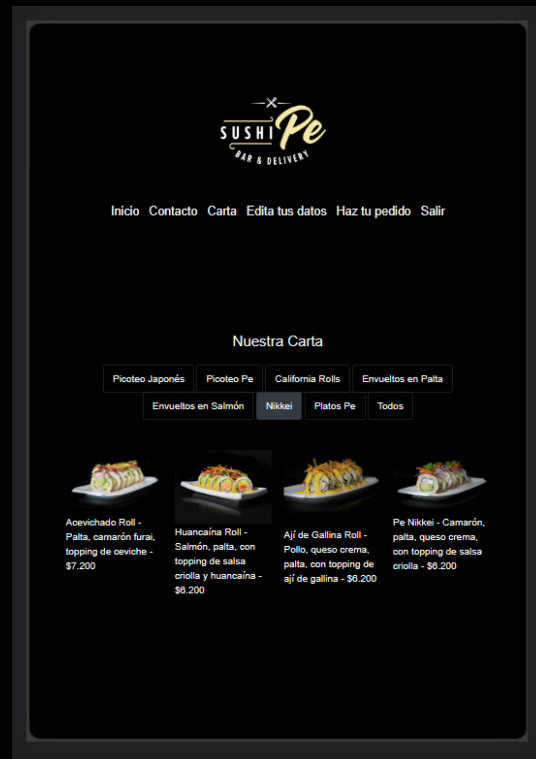 SUSHI Pe
BAR & DELIVERY
Inicio Contacto Carta Edita tus datos Haz tu pedido Salir
Nuestra Carta
Picoteo Japonés Picoteo Pe California Rolls Envueltos en Palta
Envueltos en Salmón Nikkei Platos Pe Todos
Acevichado Roll -
Palta, camarón furai,
topping de ceviche -
$7.200
Huancaína Roll -
Salmón, palta, con
topping de salsa
criolla y huancaína -
$6.200
Ají de Gallina Roll -
Pollo, queso crema,
palta, con topping de
ají de gallina - $6.200
Pe Nikkei - Camarón,
palta, queso crema,
con topping de salsa
criolla - $6.200